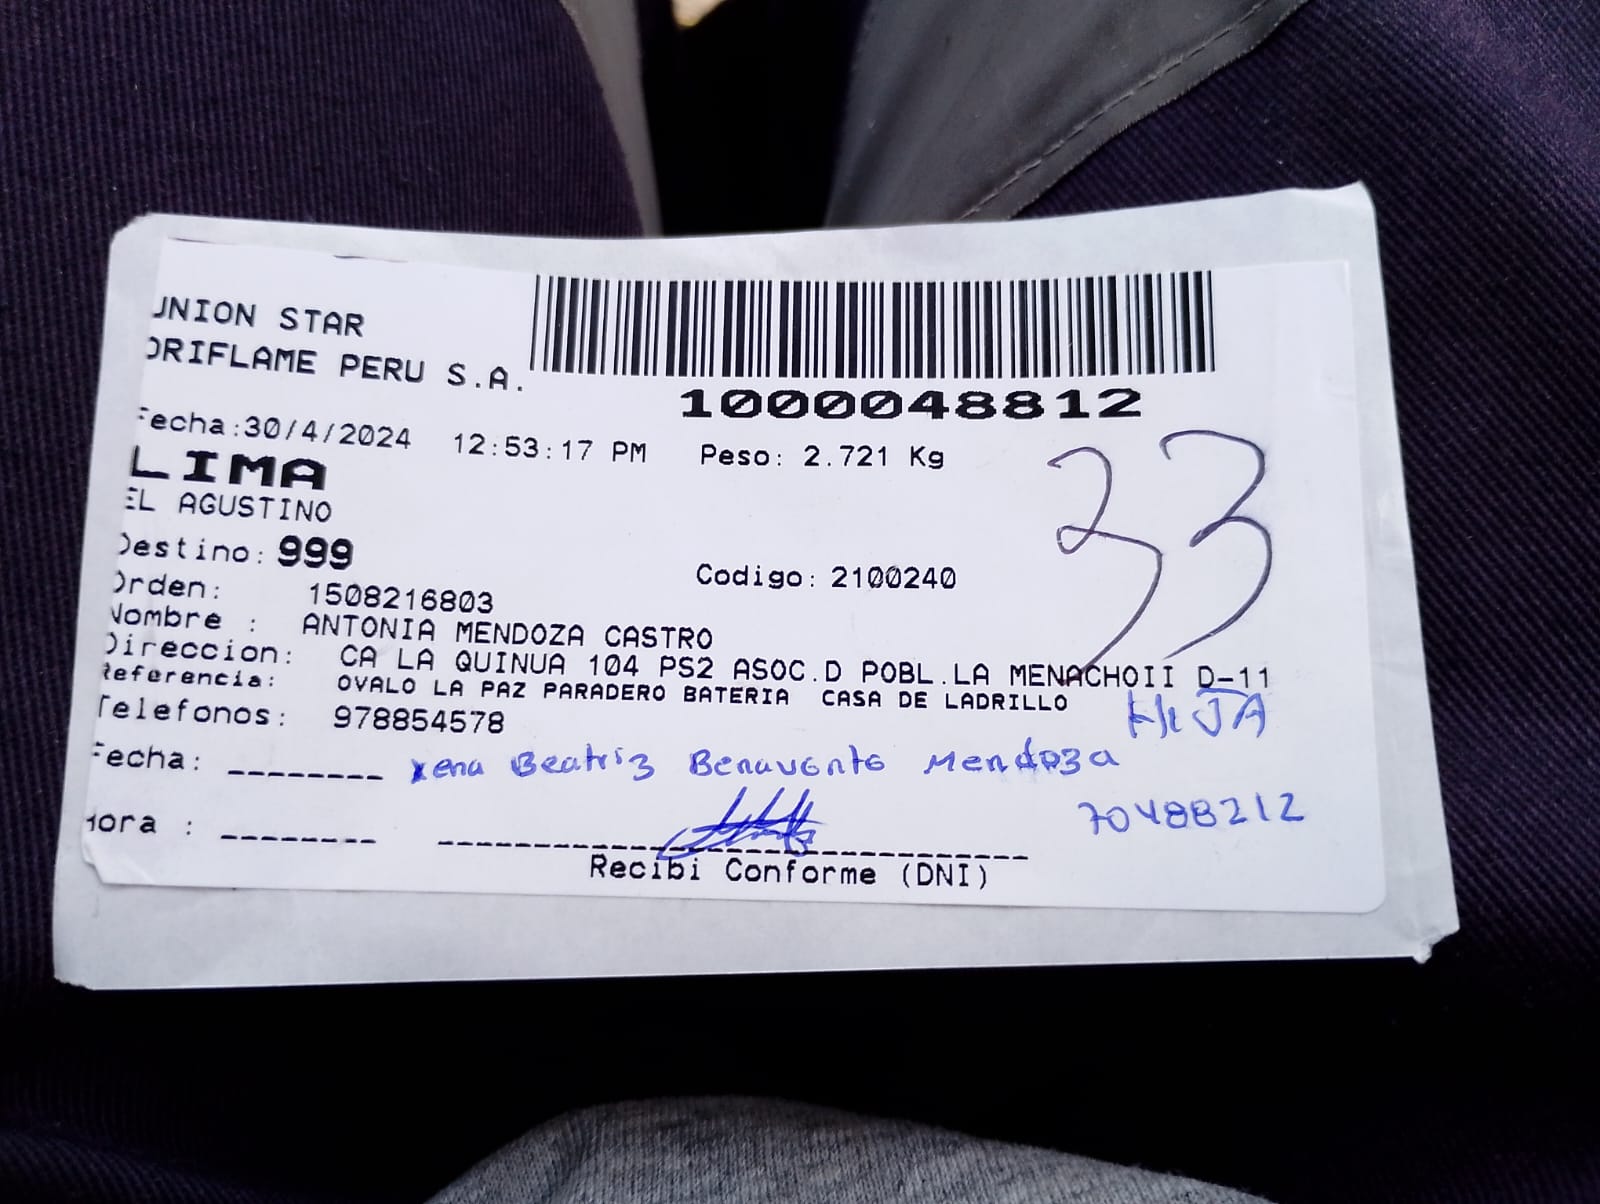 UNION STAR
ORIFLAME PERU S.A.
1000048812
Fecha:30/4/2024 12:53:17 PM Peso: 2.721 Kg
33
LIMA
EL AGUSTINO
Destino: 999
Codigo: 2100240
Orden: 1508216803
Nombre : ANTONIA MENDOZA CASTRO
Direccion: CA LA QUINUA 104 PS2 ASOC.D POBL.LA MENACHOII D-11
Referencia: OVALO LA PAZ PARADERO BATERIA CASA DE LADRILLO
HIJA
Telefonos: 978854578
Fecha: ________ Xena Beatriz Benavente Mendoza
70488212
Hora : ________
Recibi Conforme (DNI)